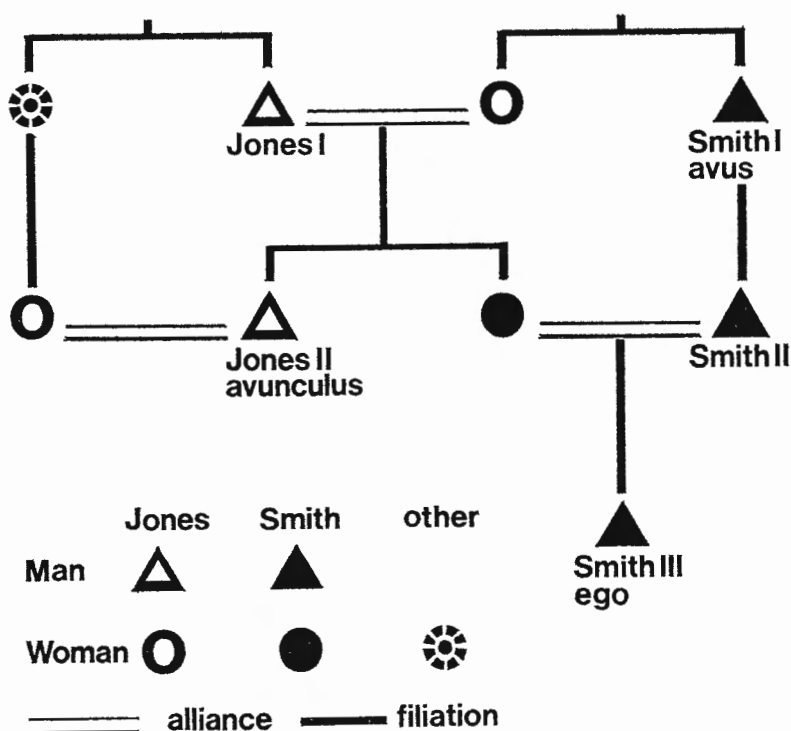 Jones I
Smith I
avus
Jones II
avunculus
Smith II
Smith III
ego
Jones Smith other
Man
Woman
alliance filiation